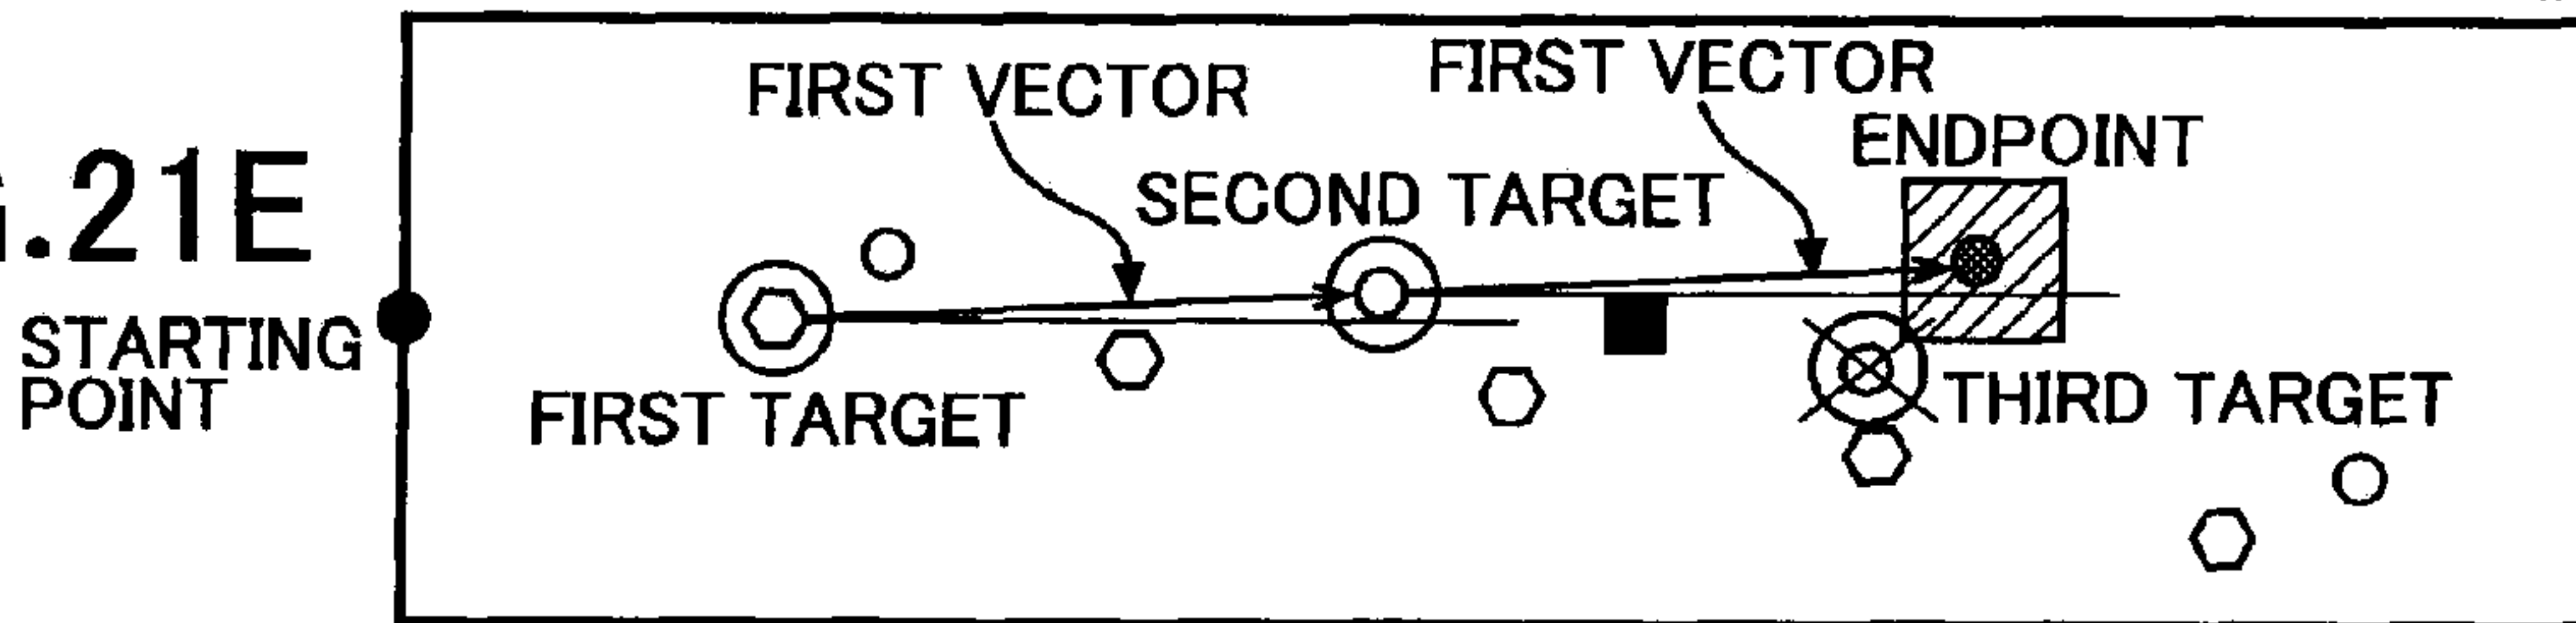 .21E
STARTING
POINT
FIRST VECTOR
FIRST VECTOR
ENDPOINT
SECOND TARGET
FIRST TARGET
THIRD TARGET